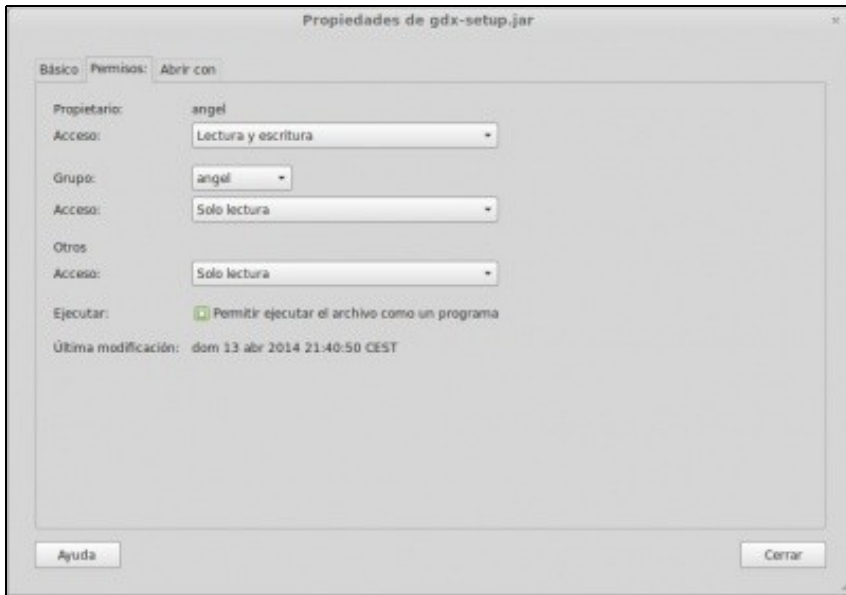 Propiedades de gdx-setup.jar
Básico Permisos: Abrir con
Propietario: angel
Acceso: Lectura y escritura
Grupo: angel
Acceso: Solo lectura
Otros
Acceso: Solo lectura
Ejecutar: Permitir ejecutar el archivo como un programa
Última modificación: dom 13 abr 2014 21:40:50 CEST
Ayuda Cerrar